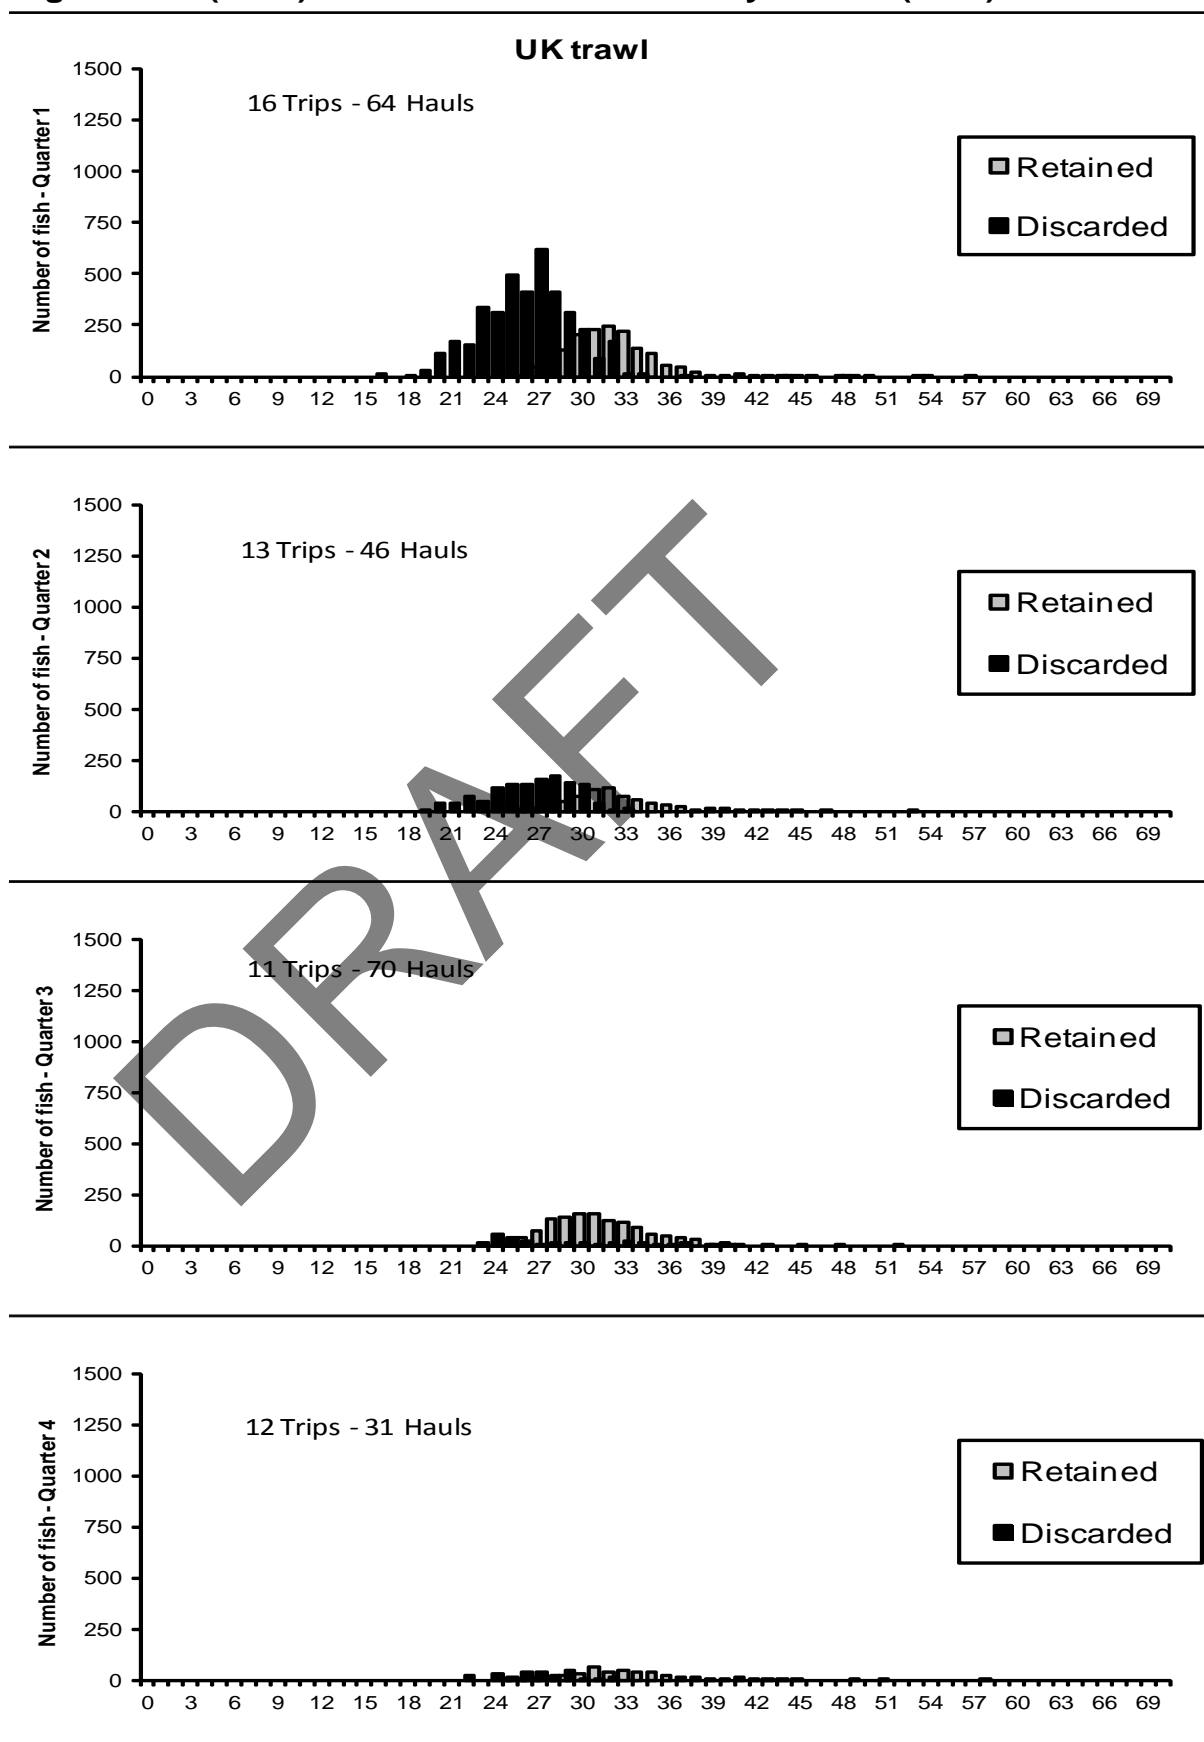 UK trawl
1500
16 Trips - 64 Hauls
1250
1000
750
500
250
0
Number of fish - Quarter 1
Retained
Discarded
0 3 6 9 12 15 18 21 24 27 30 33 36 39 42 45 48 51 54 57 60 63 66 69
1500
13 Trips - 46 Hauls
1250
1000
750
500
250
0
Number of fish - Quarter 2
Retained
Discarded
0 3 6 9 12 15 18 21 24 27 30 33 36 39 42 45 48 51 54 57 60 63 66 69
DRAFT
1500
11 Trips - 70 Hauls
1250
1000
750
500
250
0
Number of fish - Quarter 3
Retained
Discarded
0 3 6 9 12 15 18 21 24 27 30 33 36 39 42 45 48 51 54 57 60 63 66 69
1500
12 Trips - 31 Hauls
1250
1000
750
500
250
0
Number of fish - Quarter 4
Retained
Discarded
0 3 6 9 12 15 18 21 24 27 30 33 36 39 42 45 48 51 54 57 60 63 66 69